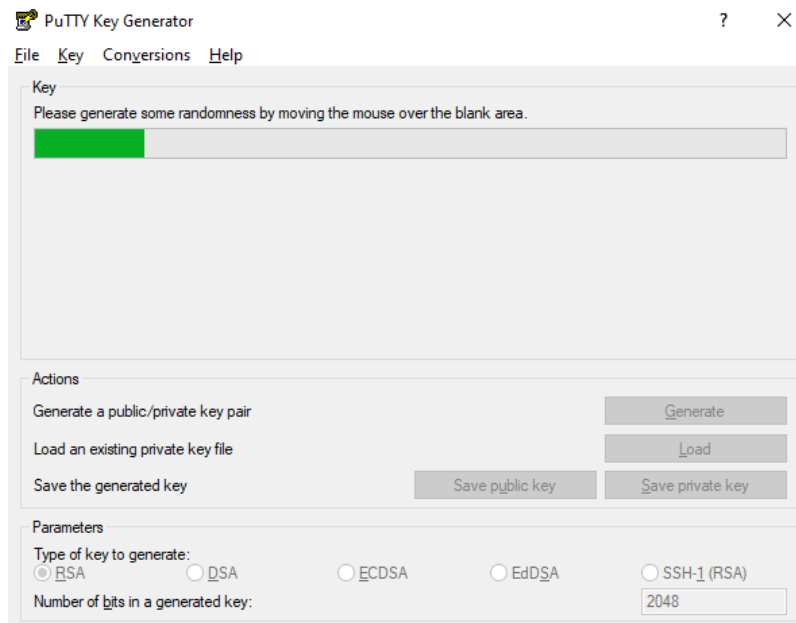 PuTTY Key Generator ?
File Key Conversions Help
Key
Please generate some randomness by moving the mouse over the blank area.
Actions
Generate a public/private key pair Generate
Load an existing private key file Load
Save the generated key Save public key Save private key
Parameters
Type of key to generate:
RSA DSA ECDSA EdDSA SSH-1 (RSA)
Number of bits in a generated key: 2048